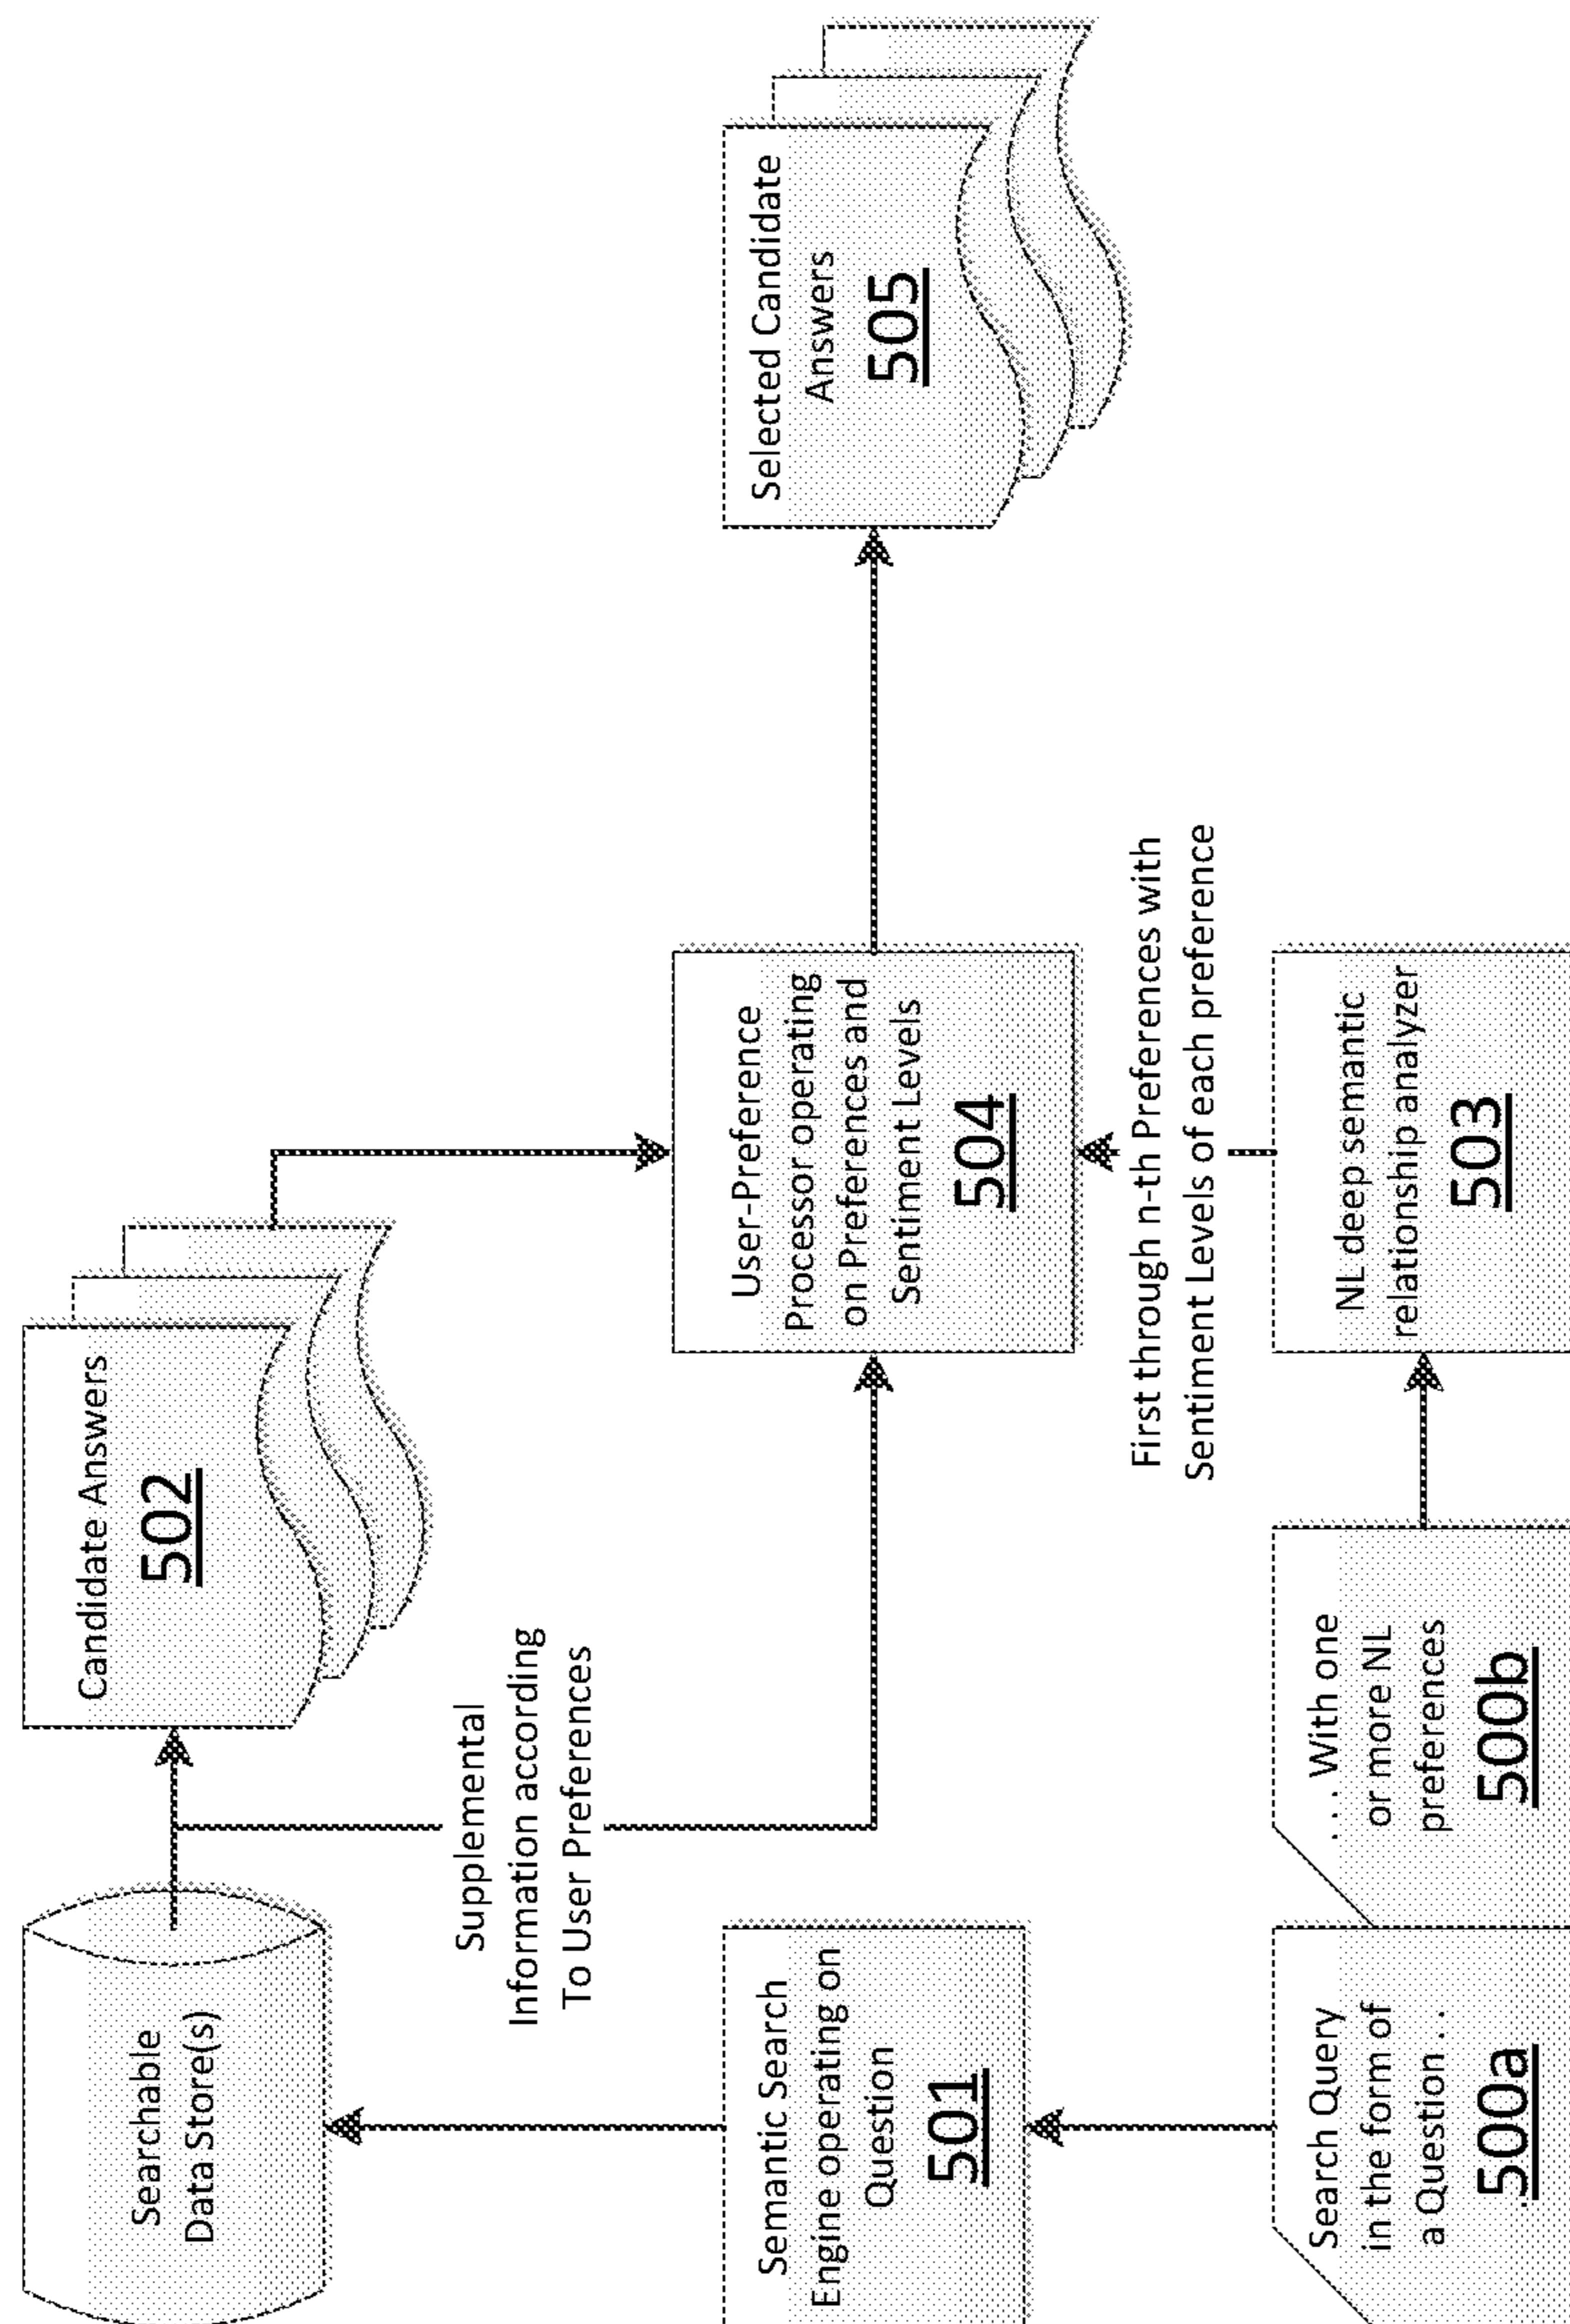 Searchable
Data Store(s)
Candidate Answers
502
Supplemental
Information according
To User Preferences
Semantic Search
Engine operating on
Question
501
User-Preference
Processor operating
on Preferences and
Sentiment Levels
504
Selected Candidate
Answers
505
First through n-th Preferences with
Sentiment Levels of each preference
Search Query
in the form of
a Question . .
500a
. . . With one
or more NL
preferences
500b
NL deep semantic
relationship analyzer
503